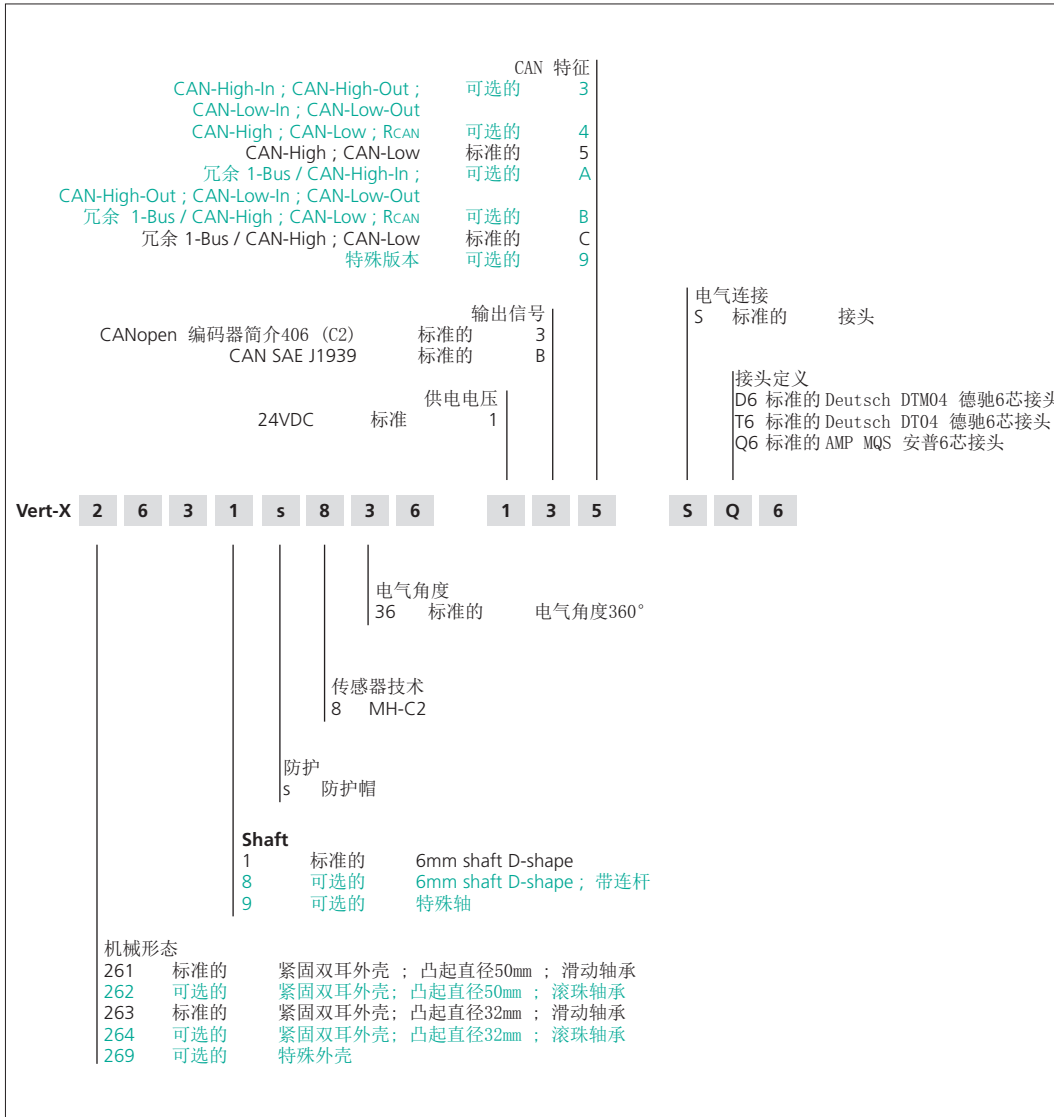 CAN 特征
CAN-High-In ; CAN-High-Out ; 可选的 3
CAN-Low-In ; CAN-Low-Out
CAN-High ; CAN-Low ; RCAN 可选的 4
CAN-High ; CAN-Low 标准的 5
冗余 1-Bus / CAN-High-In ; 可选的 A
CAN-High-Out ; CAN-Low-In ; CAN-Low-Out
冗余 1-Bus / CAN-High ; CAN-Low ; RCAN 可选的 B
冗余 1-Bus / CAN-High ; CAN-Low 标准的 C
特殊版本 可选的 9
电气连接
S 标准的 接头
输出信号
CANopen 编码器简介406 (C2) 标准的 3
CAN SAE J1939 标准的 B
接头定义
D6 标准的 Deutsch DTM04 德驰6芯接头
T6 标准的 Deutsch DT04 德驰6芯接头
Q6 标准的 AMP MQS 安普6芯接头
供电电压
24VDC 标准 1
Vert-X 2 6 3 1 s 8 3 6 1 3 5 S Q 6
电气角度
36 标准的 电气角度360°
传感器技术
8 MH-C2
防护
s 防护帽
Shaft
1 标准的 6mm shaft D-shape
8 可选的 6mm shaft D-shape ; 带连杆
9 可选的 特殊轴
机械形态
261 标准的 紧固双耳外壳 ; 凸起直径50mm ; 滑动轴承
262 可选的 紧固双耳外壳; 凸起直径50mm ; 滚珠轴承
263 标准的 紧固双耳外壳; 凸起直径32mm ; 滑动轴承
264 可选的 紧固双耳外壳; 凸起直径32mm ; 滚珠轴承
269 可选的 特殊外壳